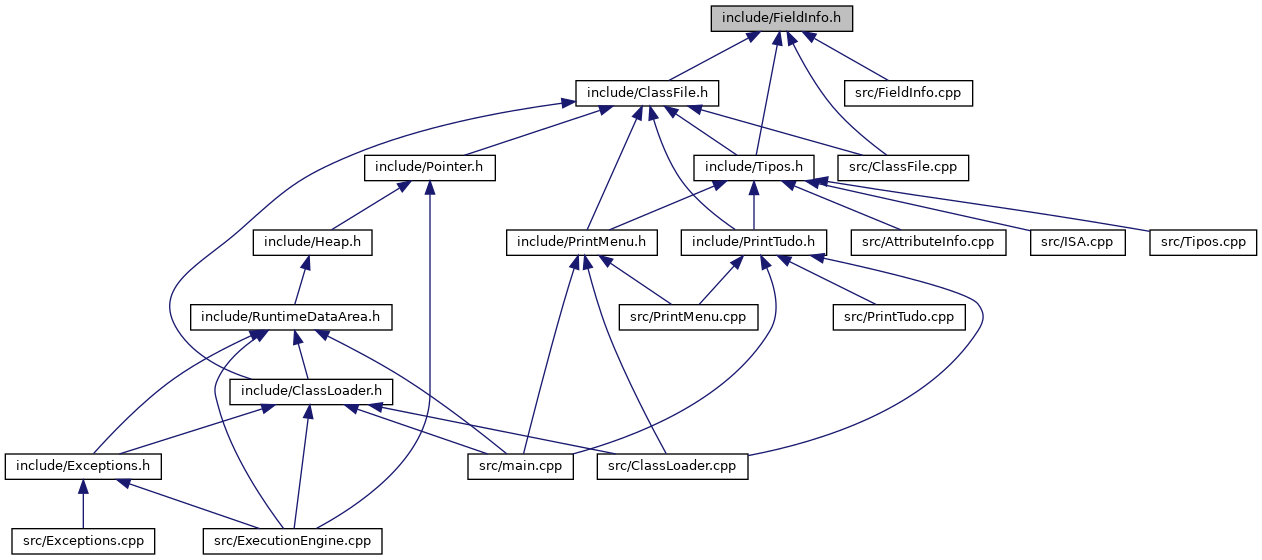 include/FieldInfo.h
include/ClassFile.h
src/FieldInfo.cpp
include/Pointer.h
include/Tipos.h
src/ClassFile.cpp
include/Heap.h
include/PrintMenu.h
include/PrintTudo.h
src/AttributeInfo.cpp
src/ISA.cpp
src/Tipos.cpp
include/RuntimeDataArea.h
src/PrintMenu.cpp
src/PrintTudo.cpp
include/ClassLoader.h
include/Exceptions.h
src/main.cpp
src/ClassLoader.cpp
src/Exceptions.cpp
src/ExecutionEngine.cpp